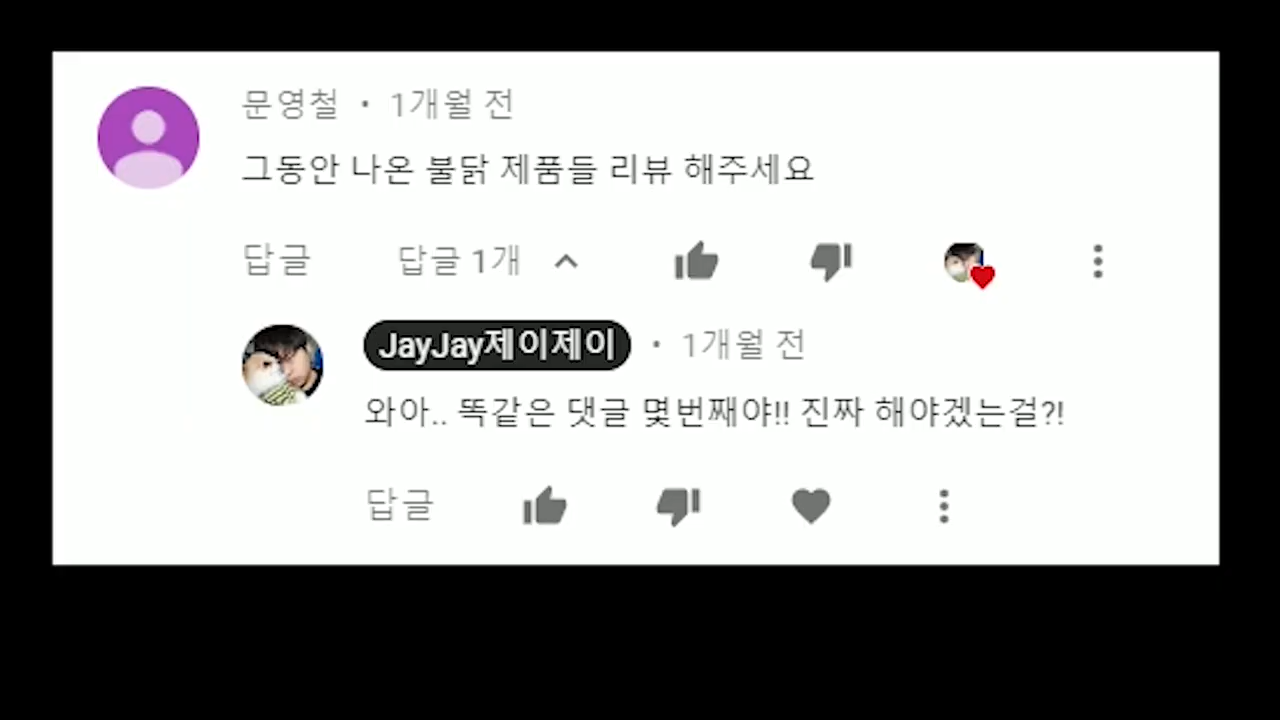 문영철 • 1개월 전
그동안 나온 불닭 제품들 리뷰 해주세요
답글 답글 1개
JayJay제이제이 • 1개월 전
와아.. 똑같은 댓글 몇번째야!! 진짜 해야겠는걸?!
답글